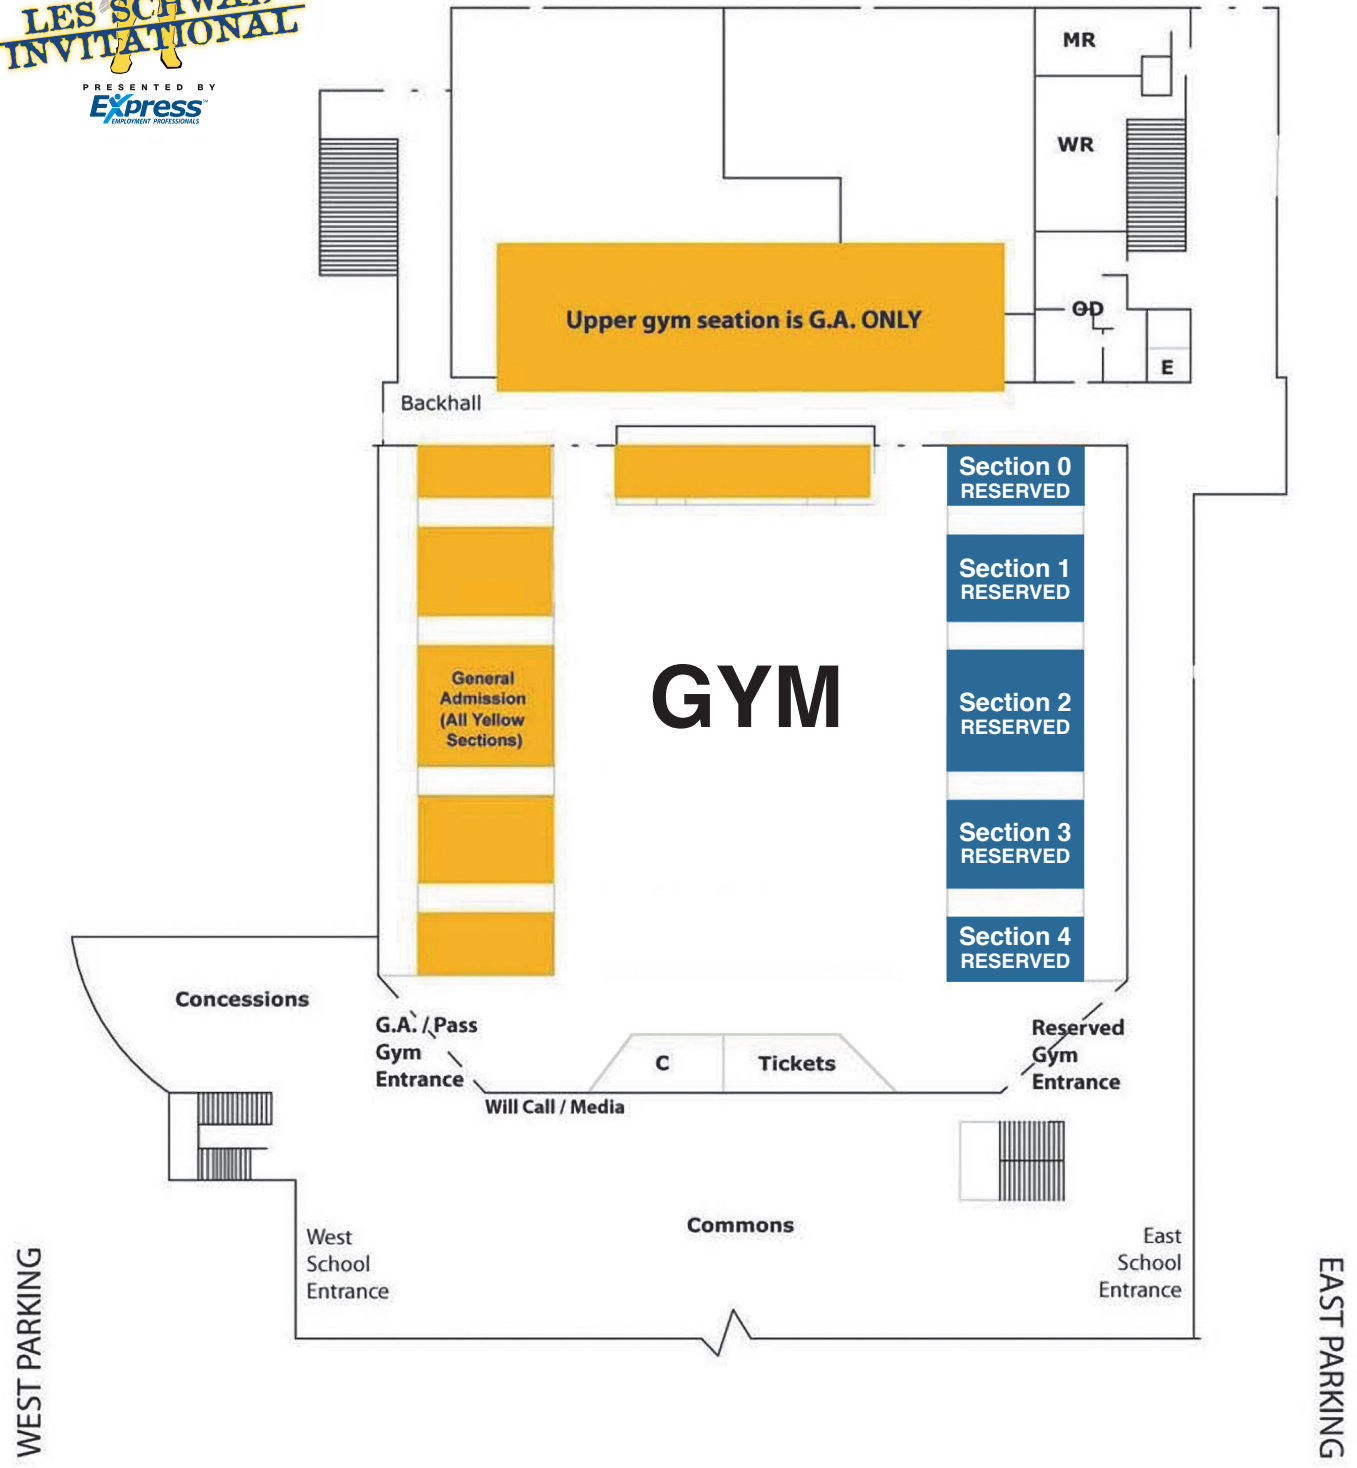 LES SCHWAB
INVITATIONAL
PRESENTED BY
Express
EMPLOYMENT PROFESSIONALS
MR
WR
OD
E
Upper gym seation is G.A. ONLY
Backhall
Section 0
RESERVED
Section 1
RESERVED
General
Admission
(All Yellow
Sections)
GYM
Section 2
RESERVED
Section 3
RESERVED
Section 4
RESERVED
Concessions
G.A. / Pass
Gym
Entrance
C
Tickets
Reserved
Gym
Entrance
Will Call / Media
Commons
West
School
Entrance
East
School
Entrance
WEST PARKING
EAST PARKING